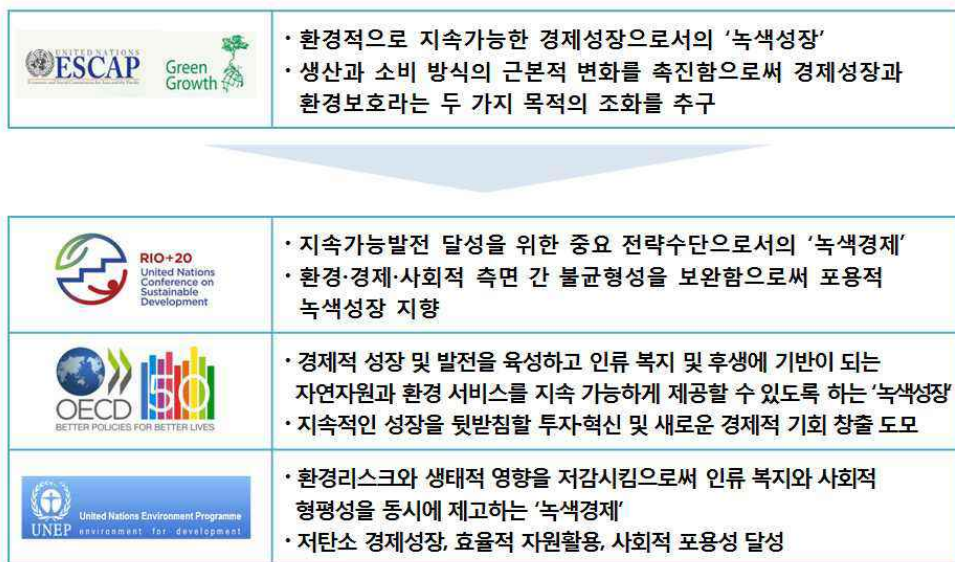 UNITED NATIONS
ESCAP
Green
Growth
· 환경적으로 지속가능한 경제성장으로서의 ‘녹색성장’
· 생산과 소비 방식의 근본적 변화를 촉진함으로써 경제성장과
환경보호라는 두 가지 목적의 조화를 추구
RIO+20
United Nations
Conference on
Sustainable
Development
· 지속가능발전 달성을 위한 중요 전략수단으로서의 ‘녹색경제’
· 환경·경제·사회적 측면 간 불균형성을 보완함으로써 포용적
녹색성장 지향
OECD 50
BETTER POLICIES FOR BETTER LIVES
· 경제적 성장 및 발전을 육성하고 인류 복지 및 후생에 기반이 되는
자연자원과 환경 서비스를 지속 가능하게 제공할 수 있도록 하는 ‘녹색성장’
· 지속적인 성장을 뒷받침할 투자·혁신 및 새로운 경제적 기회 창출 도모
UNEP
United Nations Environment Programme
environment for development
· 환경리스크와 생태적 영향을 저감시킴으로써 인류 복지와 사회적
형평성을 동시에 제고하는 ‘녹색경제’
· 저탄소 경제성장, 효율적 자원활용, 사회적 포용성 달성